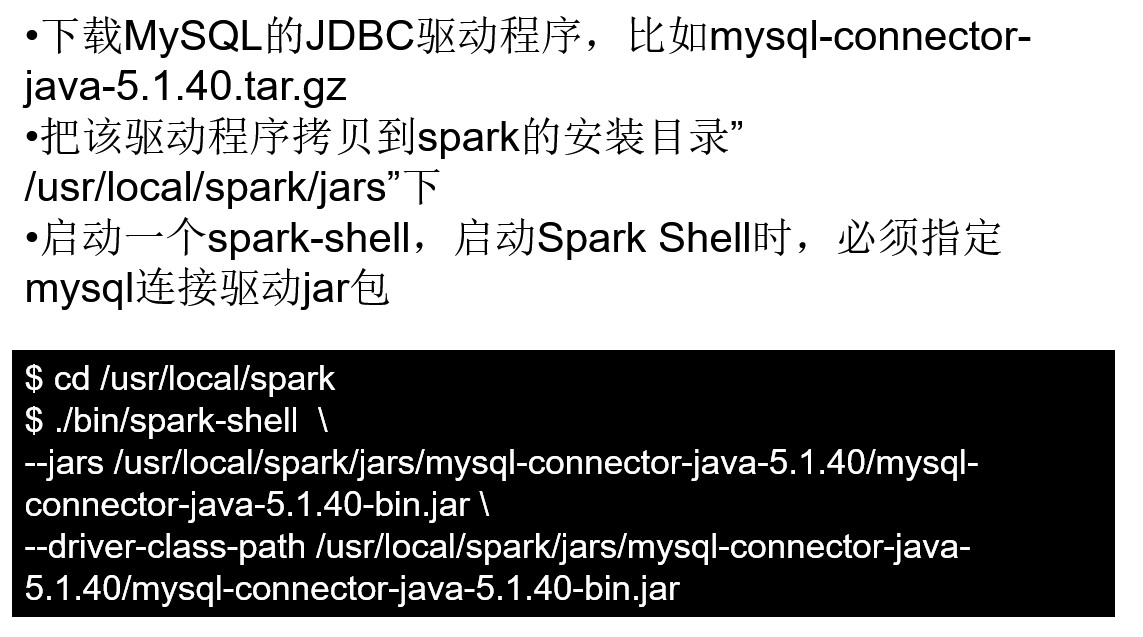 •下载MySQL的JDBC驱动程序，比如mysql-connector-
java-5.1.40.tar.gz
•把该驱动程序拷贝到spark的安装目录”
/usr/local/spark/jars”下
•启动一个spark-shell，启动Spark Shell时，必须指定
mysql连接驱动jar包
$ cd /usr/local/spark
$ ./bin/spark-shell  \
--jars /usr/local/spark/jars/mysql-connector-java-5.1.40/mysql-
connector-java-5.1.40-bin.jar \
--driver-class-path /usr/local/spark/jars/mysql-connector-java-
5.1.40/mysql-connector-java-5.1.40-bin.jar